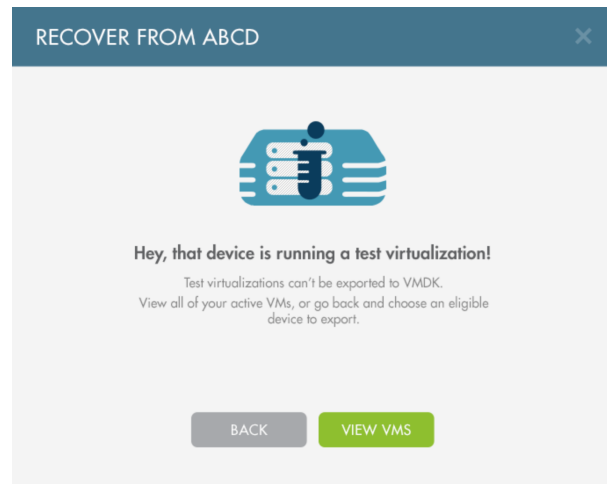 RECOVER FROM ABCD
Hey, that device is running a test virtualization!
Test virtualizations can't be exported to VMDK.
View all of your active VMs, or go back and choose an eligible
device to export.
BACK
VIEW VMS